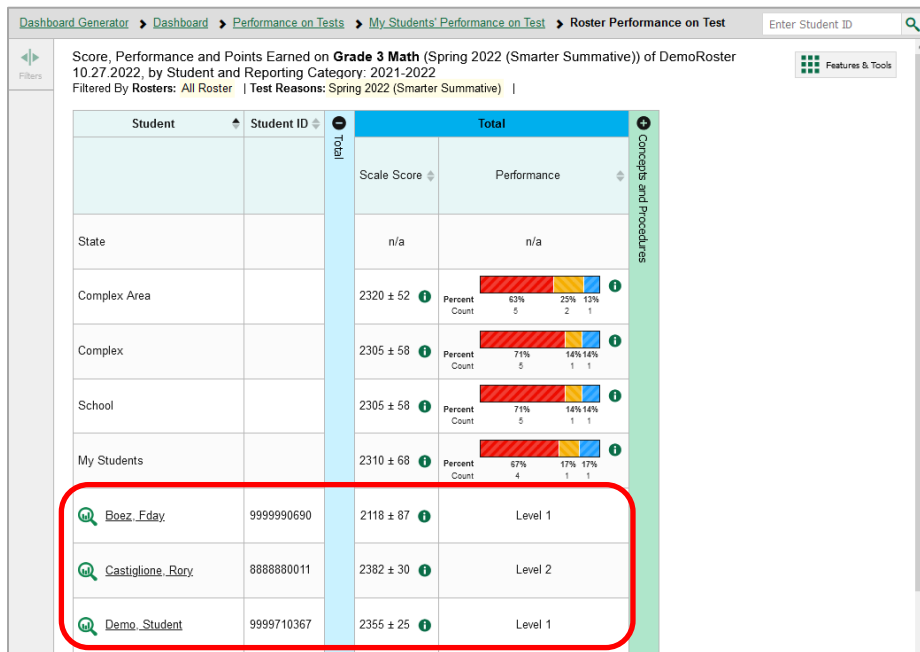 Dashboard Generator > Dashboard > Performance on Tests > My Students' Performance on Test > Roster Performance on Test
Enter Student ID
Filters
Score, Performance and Points Earned on Grade 3 Math (Spring 2022 (Smarter Summative)) of DemoRoster
10.27.2022, by Student and Reporting Category: 2021-2022
Filtered By Rosters: All Roster | Test Reasons: Spring 2022 (Smarter Summative) |
Features & Tools
Student Student ID Total Total Concepts and Procedures
Scale Score Performance
State n/a n/a
Complex Area 2320 ± 52
Percent 63% 25% 13%
Count 5 2 1
Complex 2305 ± 58
Percent 71% 14% 14%
Count 5 1 1
School 2305 ± 58
Percent 71% 14% 14%
Count 5 1 1
My Students 2310 ± 68
Percent 67% 17% 17%
Count 4 1 1
Boez, Fday 9999990690 2118 ± 87 Level 1
Castiglione, Rory 8888880011 2382 ± 30 Level 2
Demo, Student 9999710367 2355 ± 25 Level 1